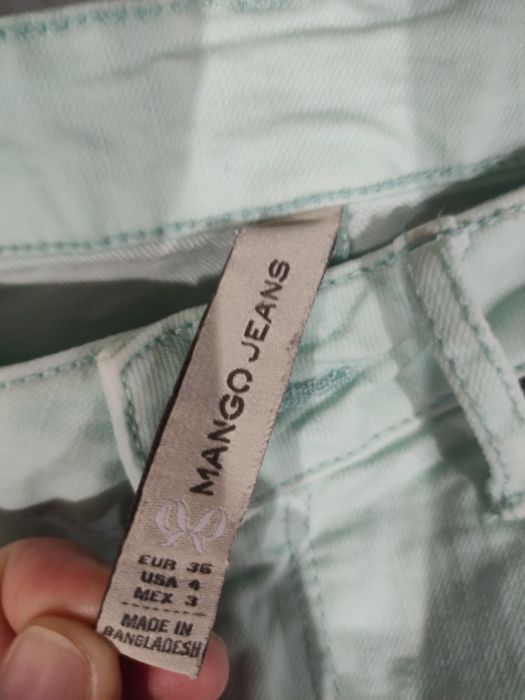 MANGO JEANS
EUR 36
USA 4
MEX 3
MADE IN
BANGLADESH